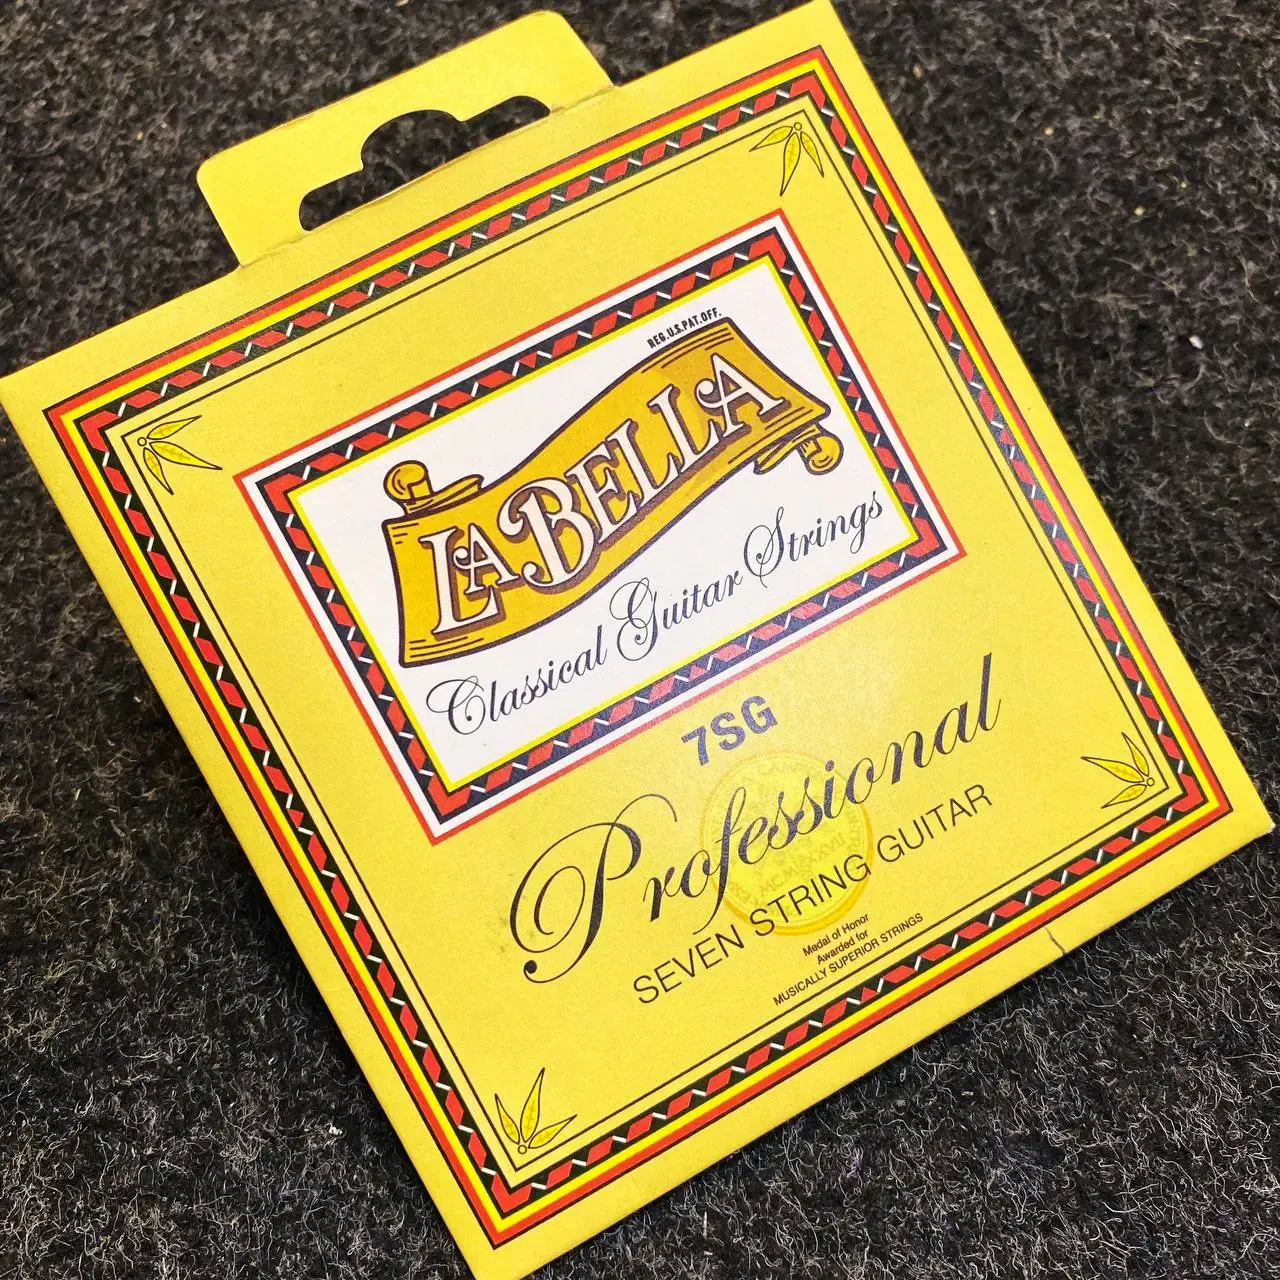 REG.U.S.PAT.OFF.
LA BELLA
Classical Guitar Strings
7SG
Professional
SEVEN STRING GUITAR
Medal of Honor
Awarded for
MUSICALLY SUPERIOR STRINGS